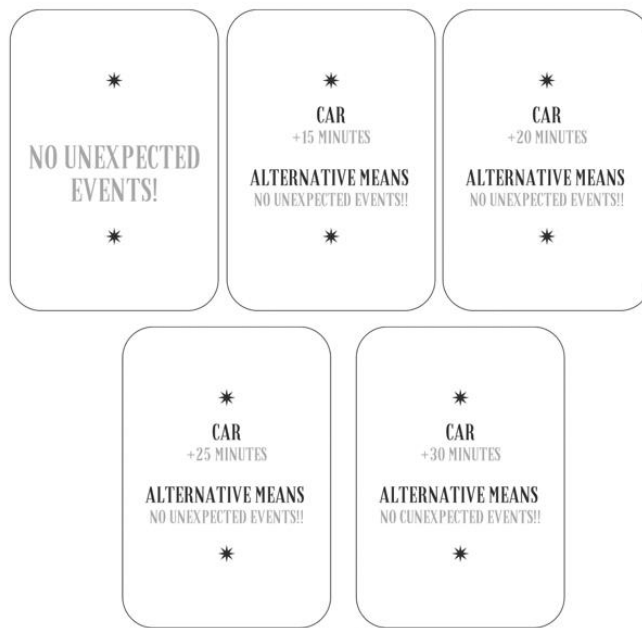 NO UNEXPECTED
EVENTS!
CAR
+15 MINUTES
ALTERNATIVE MEANS
NO UNEXPECTED EVENTS!!
CAR
+20 MINUTES
ALTERNATIVE MEANS
NO UNEXPECTED EVENTS!!
CAR
+25 MINUTES
ALTERNATIVE MEANS
NO UNEXPECTED EVENTS!!
CAR
+30 MINUTES
ALTERNATIVE MEANS
NO CUNEXPECTED EVENTS!!